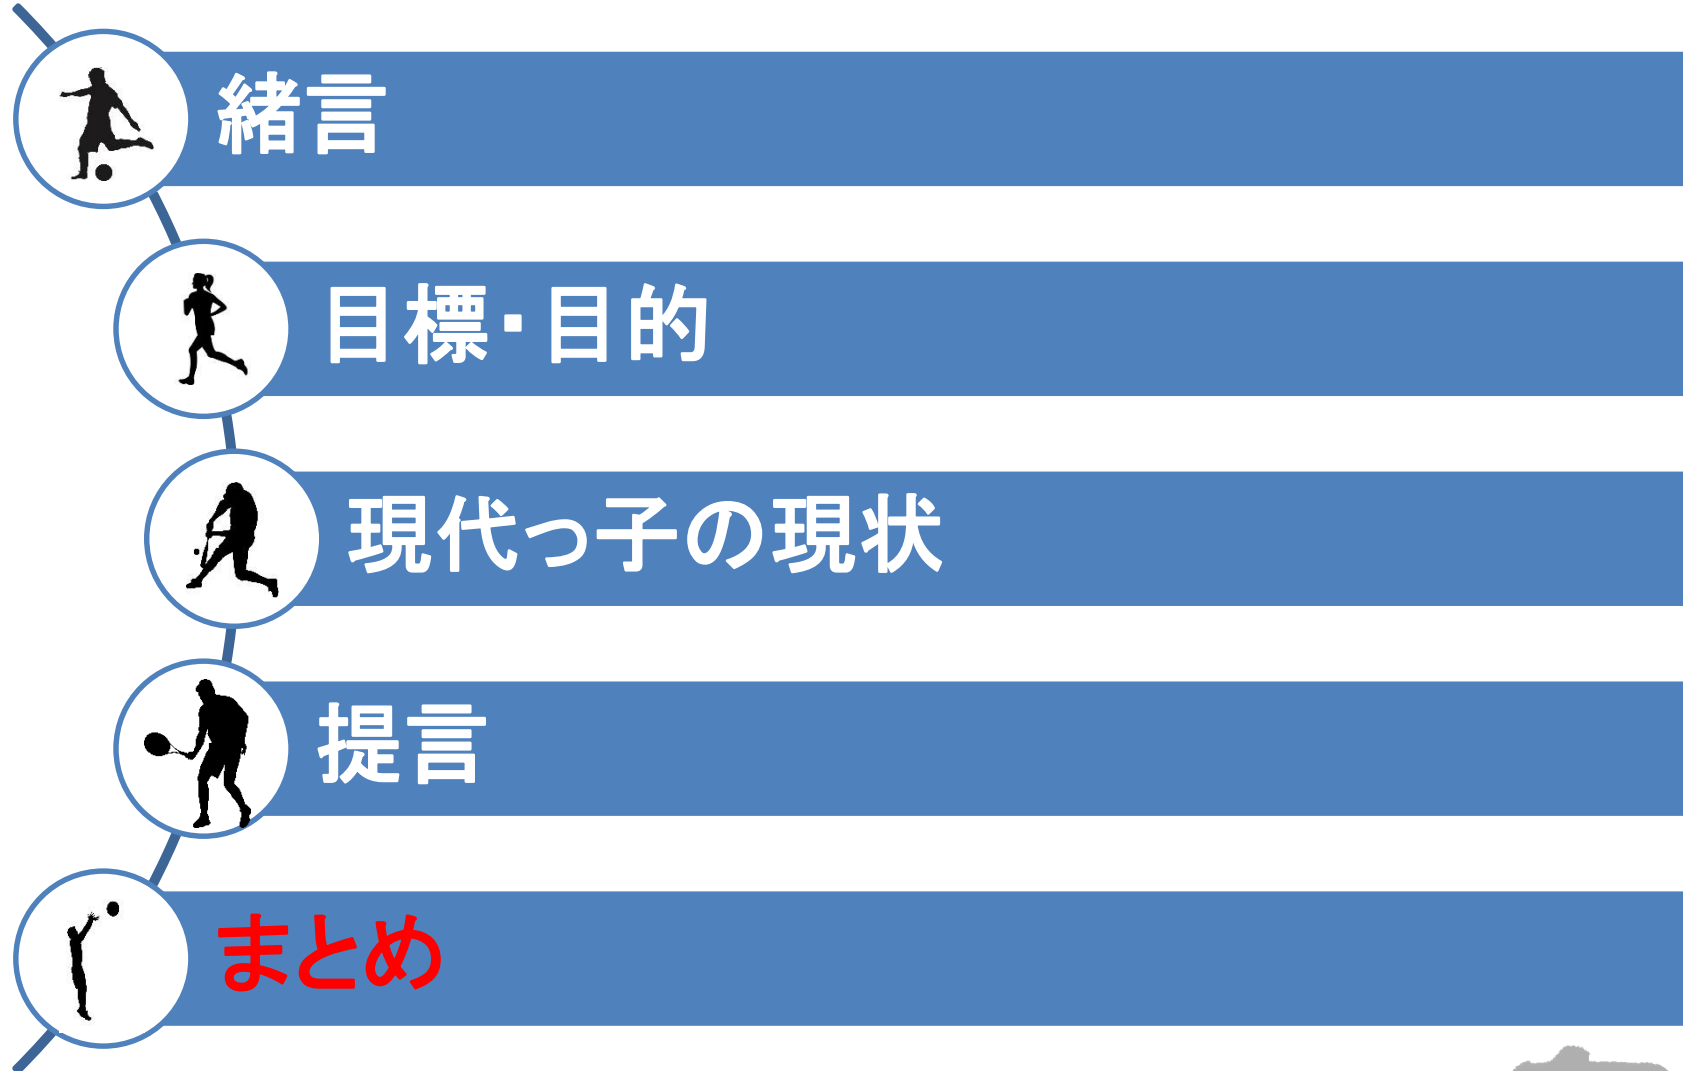 緒言
目標・目的
現代っ子の現状
提言
まとめ